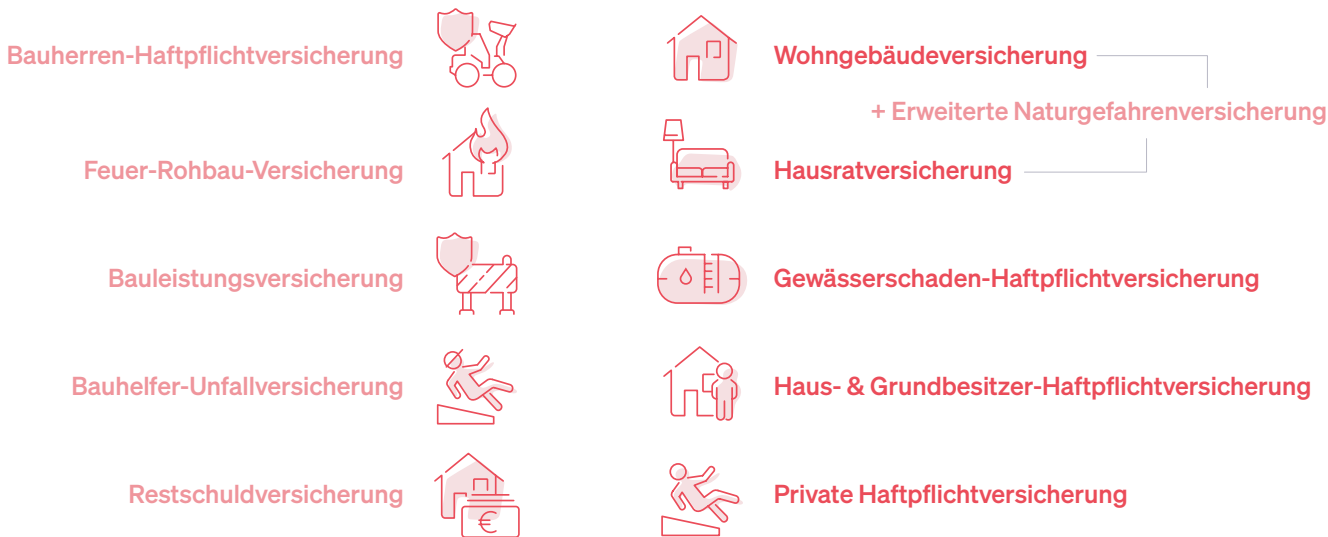 Bauherren-Haftpflichtversicherung
Feuer-Rohbau-Versicherung
Bauleistungsversicherung
Bauhelfer-Unfallversicherung
Restschuldversicherung
€
Wohngebäudeversicherung
+ Erweiterte Naturgefahrenversicherung
Hausratversicherung
Gewässerschaden-Haftpflichtversicherung
Haus- & Grundbesitzer-Haftpflichtversicherung
Private Haftpflichtversicherung